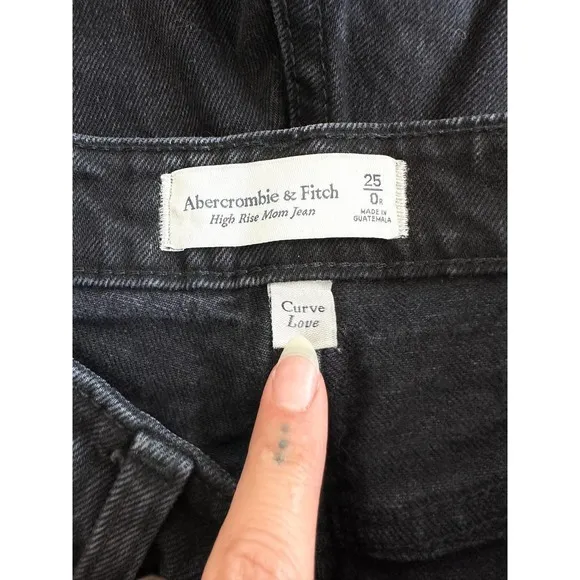 Abercrombie & Fitch
High Rise Mom Jean
25
0R
MADE IN
GUATEMALA
Curve
Love